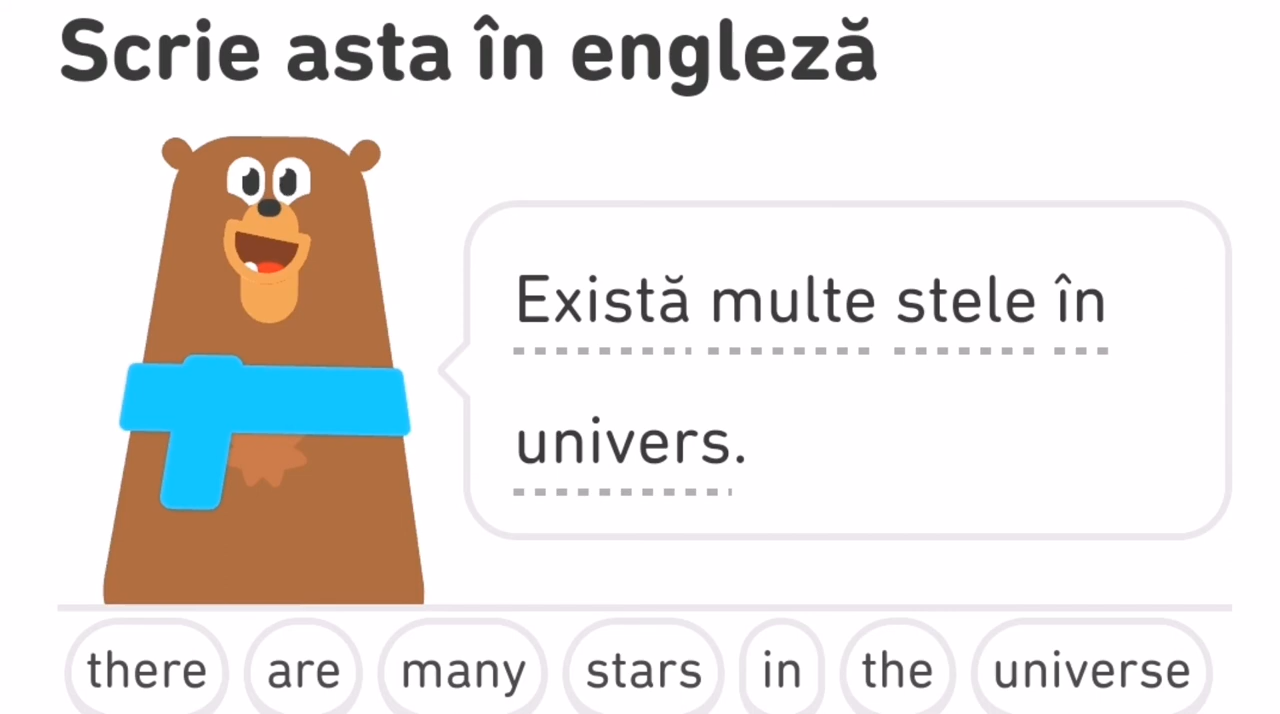 Scrie asta în engleză
Există multe stele în
univers.
there are many stars in the universe